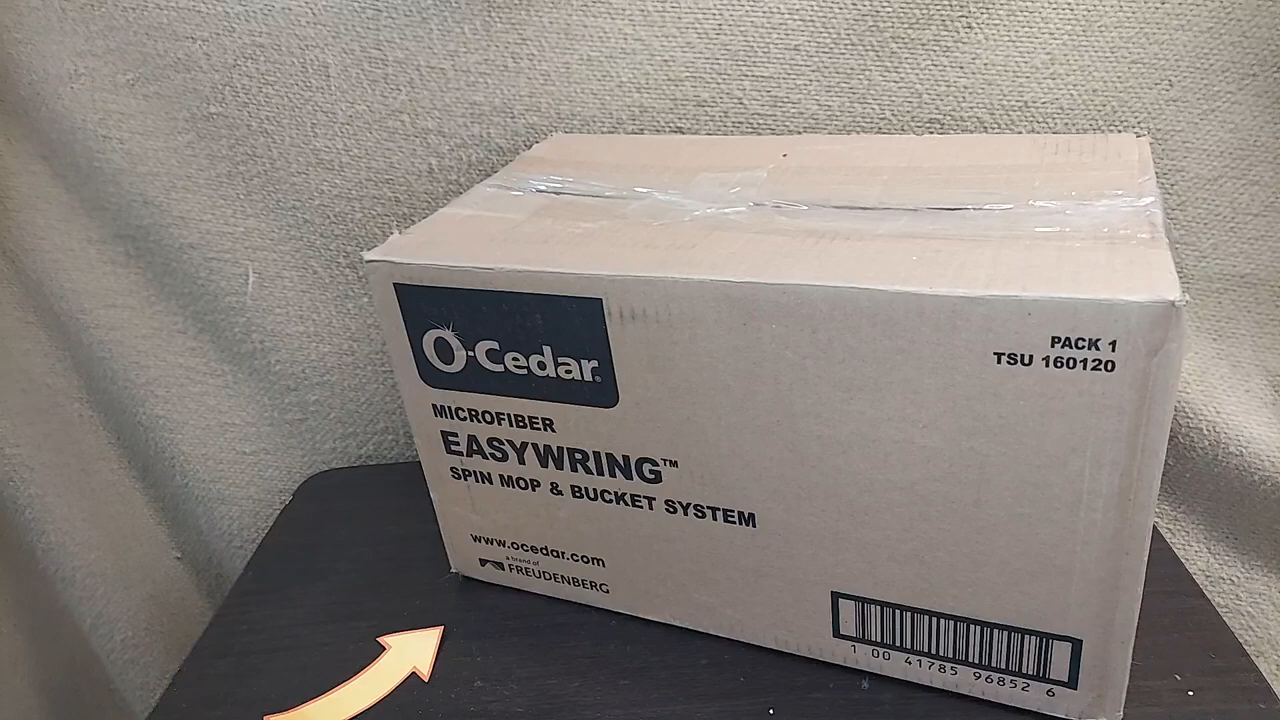 O-Cedar®
PACK 1
TSU 160120
MICROFIBER
EASYWRING™
SPIN MOP & BUCKET SYSTEM
www.ocedar.com
a brand of
FREUDENBERG
1 00 41785 96852 6